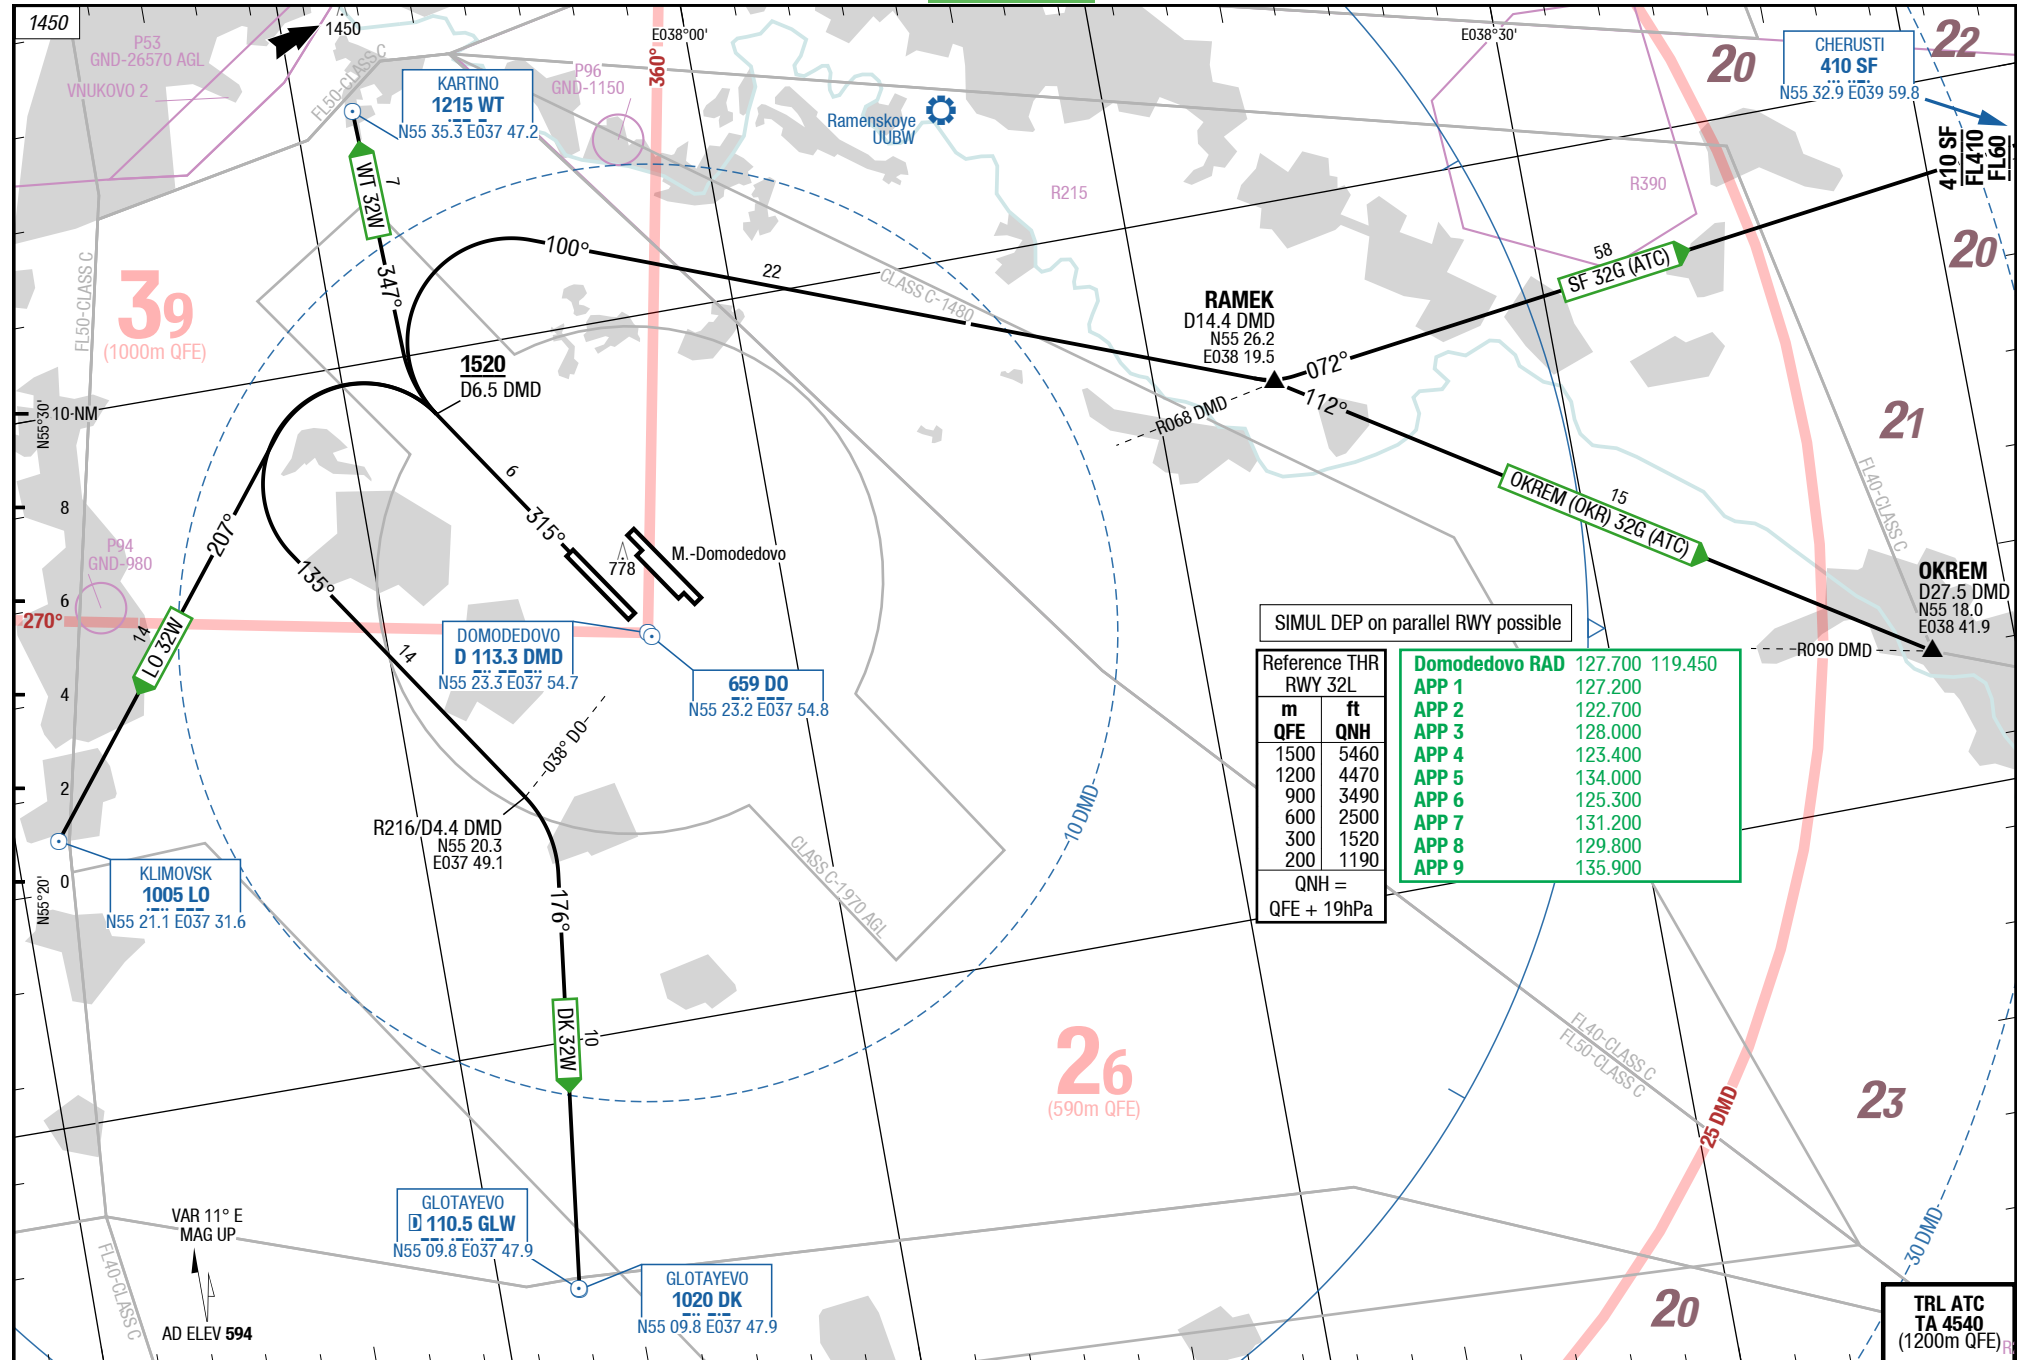 1450
1450
P53
GND-26570 AGL
VNUKOVO 2
FL50-CLASS C
KARTINO
1215 WT
N55 35.3 E037 47.2
P96
GND-1150
360°
E038°00'
Ramenskoye
UUBW
E038°30'
R215
R390
20
CHERUSTI
410 SF
N55 32.9 E039 59.8
22
410 SF
FL410
FL60
20
WT 32W
7
347°
100°
22
CLASS C-1480
58
SF 32G (ATC)
FL50-CLASS C
39
(1000m QFE)
1520
D6.5 DMD
RAMEK
D14.4 DMD
N55 26.2
E038 19.5
072°
112°
R068 DMD
21
FL40-CLASS C
N55°30'
10-NM
8
6
4
2
0
N55°20'
P94
GND-980
270°
207°
135°
6
315°
778
M.-Domodedovo
15
OKREM (OKR) 32G (ATC)
OKREM
D27.5 DMD
N55 18.0
E038 41.9
R090 DMD
14
LO 32W
14
DOMODEDOVO
D 113.3 DMD
N55 23.3 E037 54.7
659 DO
N55 23.2 E037 54.8
038° DO
R216/D4.4 DMD
N55 20.3
E037 49.1
10 DMD
CLASS C-1970 AGL
SIMUL DEP on parallel RWY possible
Reference THR
RWY 32L
m ft
QFE QNH
1500 5460
1200 4470
900 3490
600 2500
300 1520
200 1190
QNH =
QFE + 19hPa
Domodedovo RAD 127.700 119.450
APP 1 127.200
APP 2 122.700
APP 3 128.000
APP 4 123.400
APP 5 134.000
APP 6 125.300
APP 7 131.200
APP 8 129.800
APP 9 135.900
KLIMOVSK
1005 LO
N55 21.1 E037 31.6
176°
DK 32W
10
26
(590m QFE)
FL40-CLASS C
FL50-CLASS C
25 DMD
23
GLOTAYEVO
D 110.5 GLW
N55 09.8 E037 47.9
GLOTAYEVO
1020 DK
N55 09.8 E037 47.9
VAR 11° E
MAG UP
AD ELEV 594
FL40-CLASS C
30 DMD
20
TRL ATC
TA 4540
(1200m QFE)
R